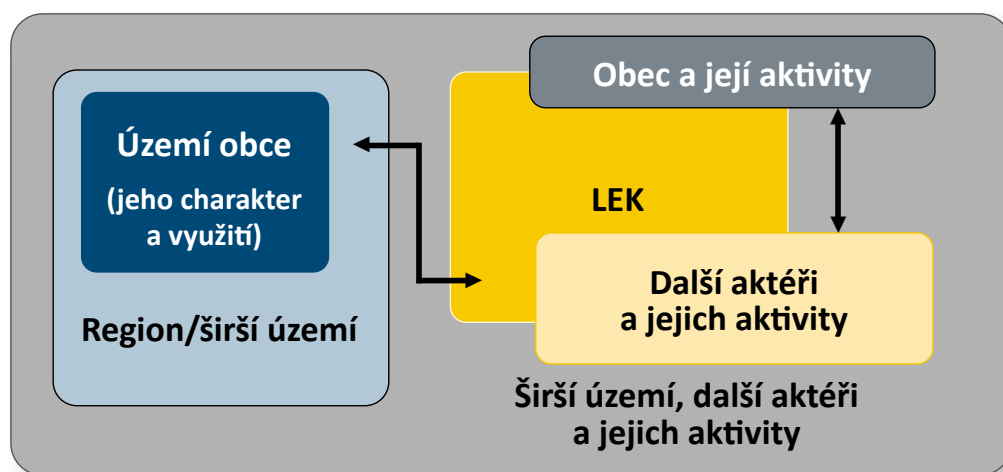 Území obce
(jeho charakter
a využití)
Region/širší území
Obec a její aktivity
LEK
Další aktéři
a jejich aktivity
Širší území, další aktéři
a jejich aktivity